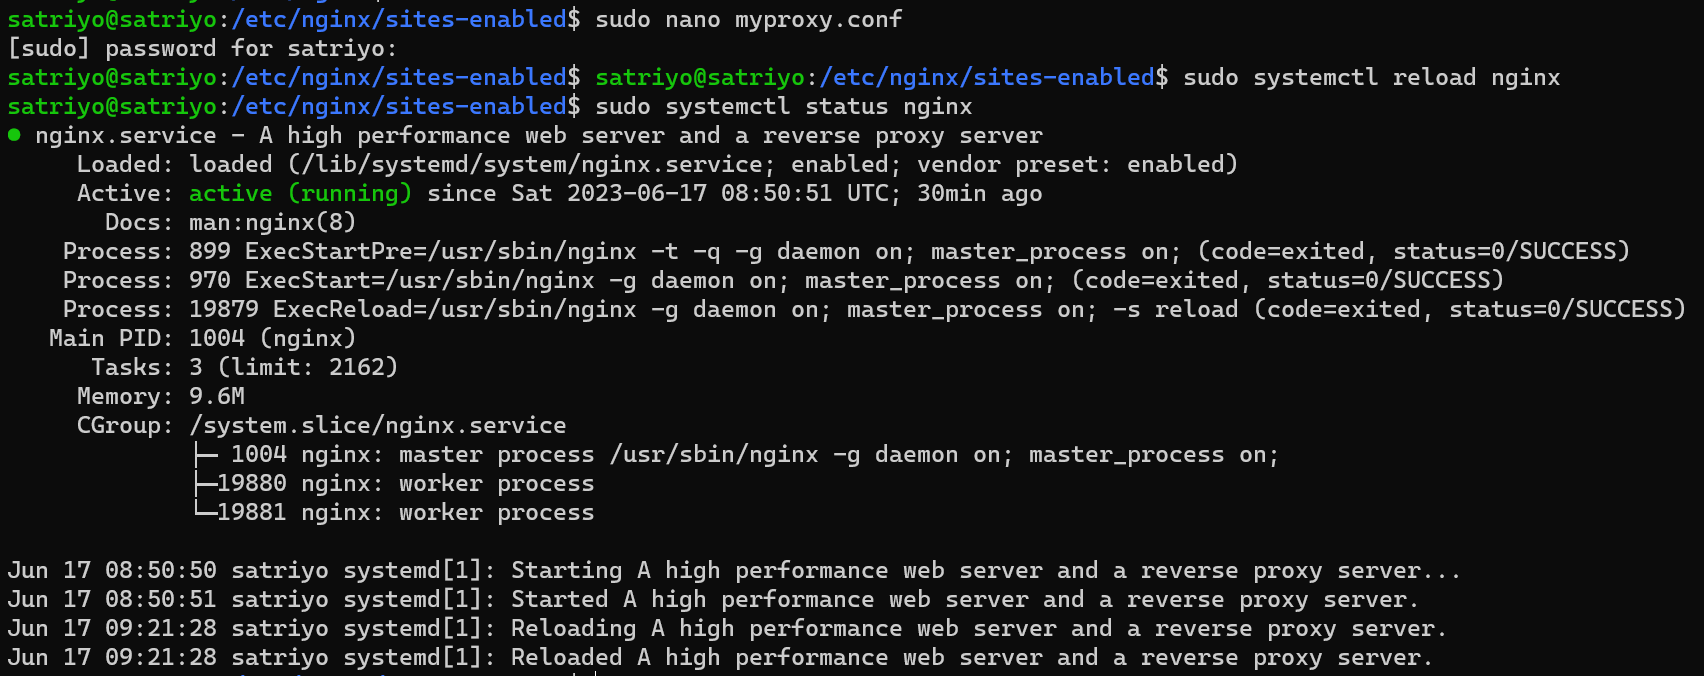 satriyo@satriyo:/etc/nginx/sites-enabled$ sudo nano myproxy.conf
[sudo] password for satriyo:
satriyo@satriyo:/etc/nginx/sites-enabled$ satriyo@satriyo:/etc/nginx/sites-enabled$ sudo systemctl reload nginx
satriyo@satriyo:/etc/nginx/sites-enabled$ sudo systemctl status nginx
● nginx.service - A high performance web server and a reverse proxy server
     Loaded: loaded (/lib/systemd/system/nginx.service; enabled; vendor preset: enabled)
     Active: active (running) since Sat 2023-06-17 08:50:51 UTC; 30min ago
       Docs: man:nginx(8)
    Process: 899 ExecStartPre=/usr/sbin/nginx -t -q -g daemon on; master_process on; (code=exited, status=0/SUCCESS)
    Process: 970 ExecStart=/usr/sbin/nginx -g daemon on; master_process on; (code=exited, status=0/SUCCESS)
    Process: 19879 ExecReload=/usr/sbin/nginx -g daemon on; master_process on; -s reload (code=exited, status=0/SUCCESS)
   Main PID: 1004 (nginx)
      Tasks: 3 (limit: 2162)
     Memory: 9.6M
     CGroup: /system.slice/nginx.service
             ├─ 1004 nginx: master process /usr/sbin/nginx -g daemon on; master_process on;
             ├─19880 nginx: worker process
             └─19881 nginx: worker process

Jun 17 08:50:50 satriyo systemd[1]: Starting A high performance web server and a reverse proxy server...
Jun 17 08:50:51 satriyo systemd[1]: Started A high performance web server and a reverse proxy server.
Jun 17 09:21:28 satriyo systemd[1]: Reloading A high performance web server and a reverse proxy server.
Jun 17 09:21:28 satriyo systemd[1]: Reloaded A high performance web server and a reverse proxy server.